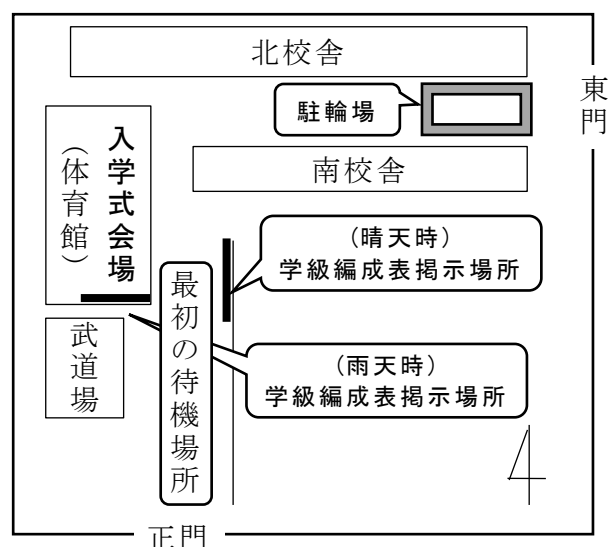 北校舎
東門
駐輪場
南校舎
入学式会場
（体育館）
（晴天時）
学級編成表掲示場所
最初の待機場所
武道場
（雨天時）
学級編成表掲示場所
正門